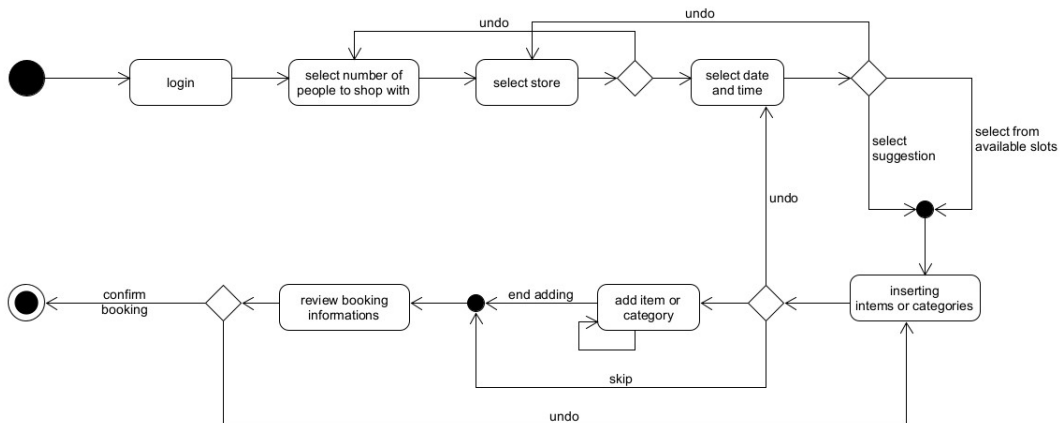 undo
undo
login
select number of
people to shop with
select store
select date
and time
select
suggestion
select from
available slots
undo
confirm
booking
review booking
informations
end adding
add item or
category
inserting
intems or categories
skip
undo